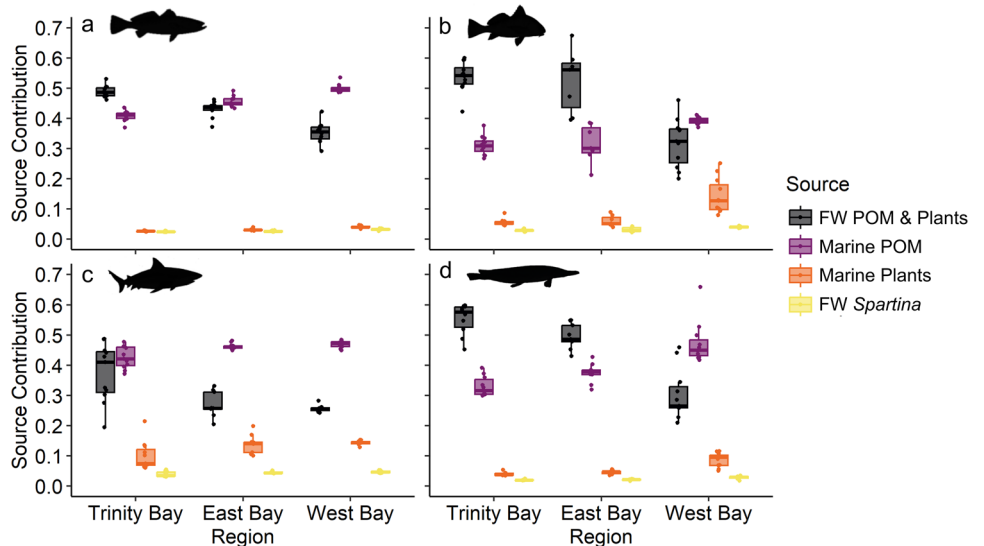 a
b
0.7
0.6
0.5
0.4
0.3
0.2
0.1
0.0
Source Contribution
c
d
0.7
0.6
0.5
0.4
0.3
0.2
0.1
0.0
Source Contribution
Trinity Bay East Bay West Bay
Region
Trinity Bay East Bay West Bay
Region
Source
FW POM & Plants
Marine POM
Marine Plants
FW Spartina